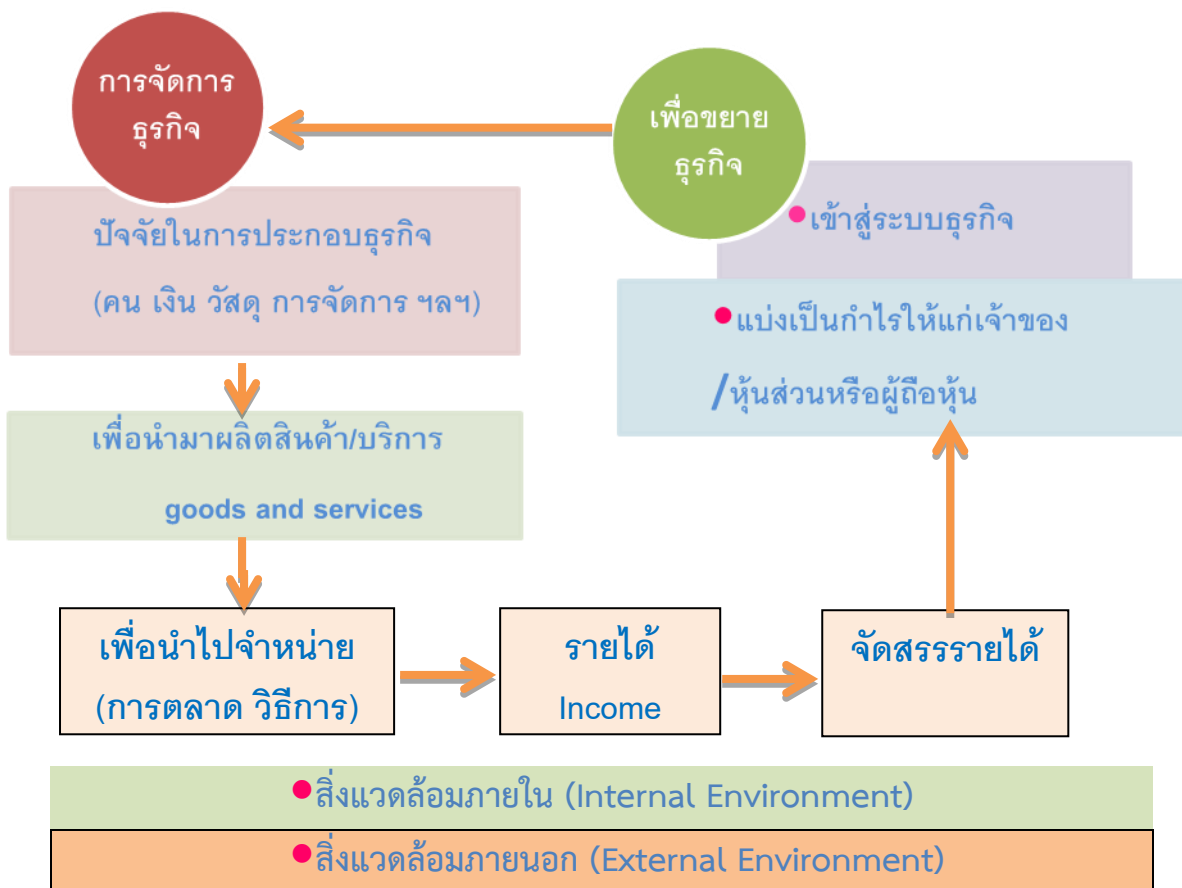 การจัดการ
ธุรกิจ
ปัจจัยในการประกอบธุรกิจ
(คน เงิน วัสดุ การจัดการ ฯลฯ)
เพื่อนำมาผลิตสินค้า/บริการ
goods and services
เพื่อนำไปจำหน่าย
(การตลาด วิธีการ)
รายได้
Income
จัดสรรรายได้
•แบ่งเป็นกำไรให้แก่เจ้าของ
/หุ้นส่วนหรือผู้ถือหุ้น
•เข้าสู่ระบบธุรกิจ
เพื่อขยาย
ธุรกิจ
•สิ่งแวดล้อมภายใน (Internal Environment)
•สิ่งแวดล้อมภายนอก (External Environment)